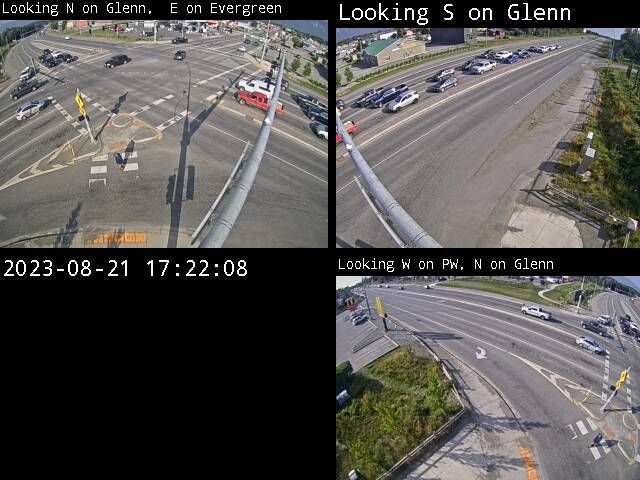 Looking N on Glenn, E on Evergreen
Looking S on Glenn
2023-08-21 17:22:08
Looking W on PW, N on Glenn